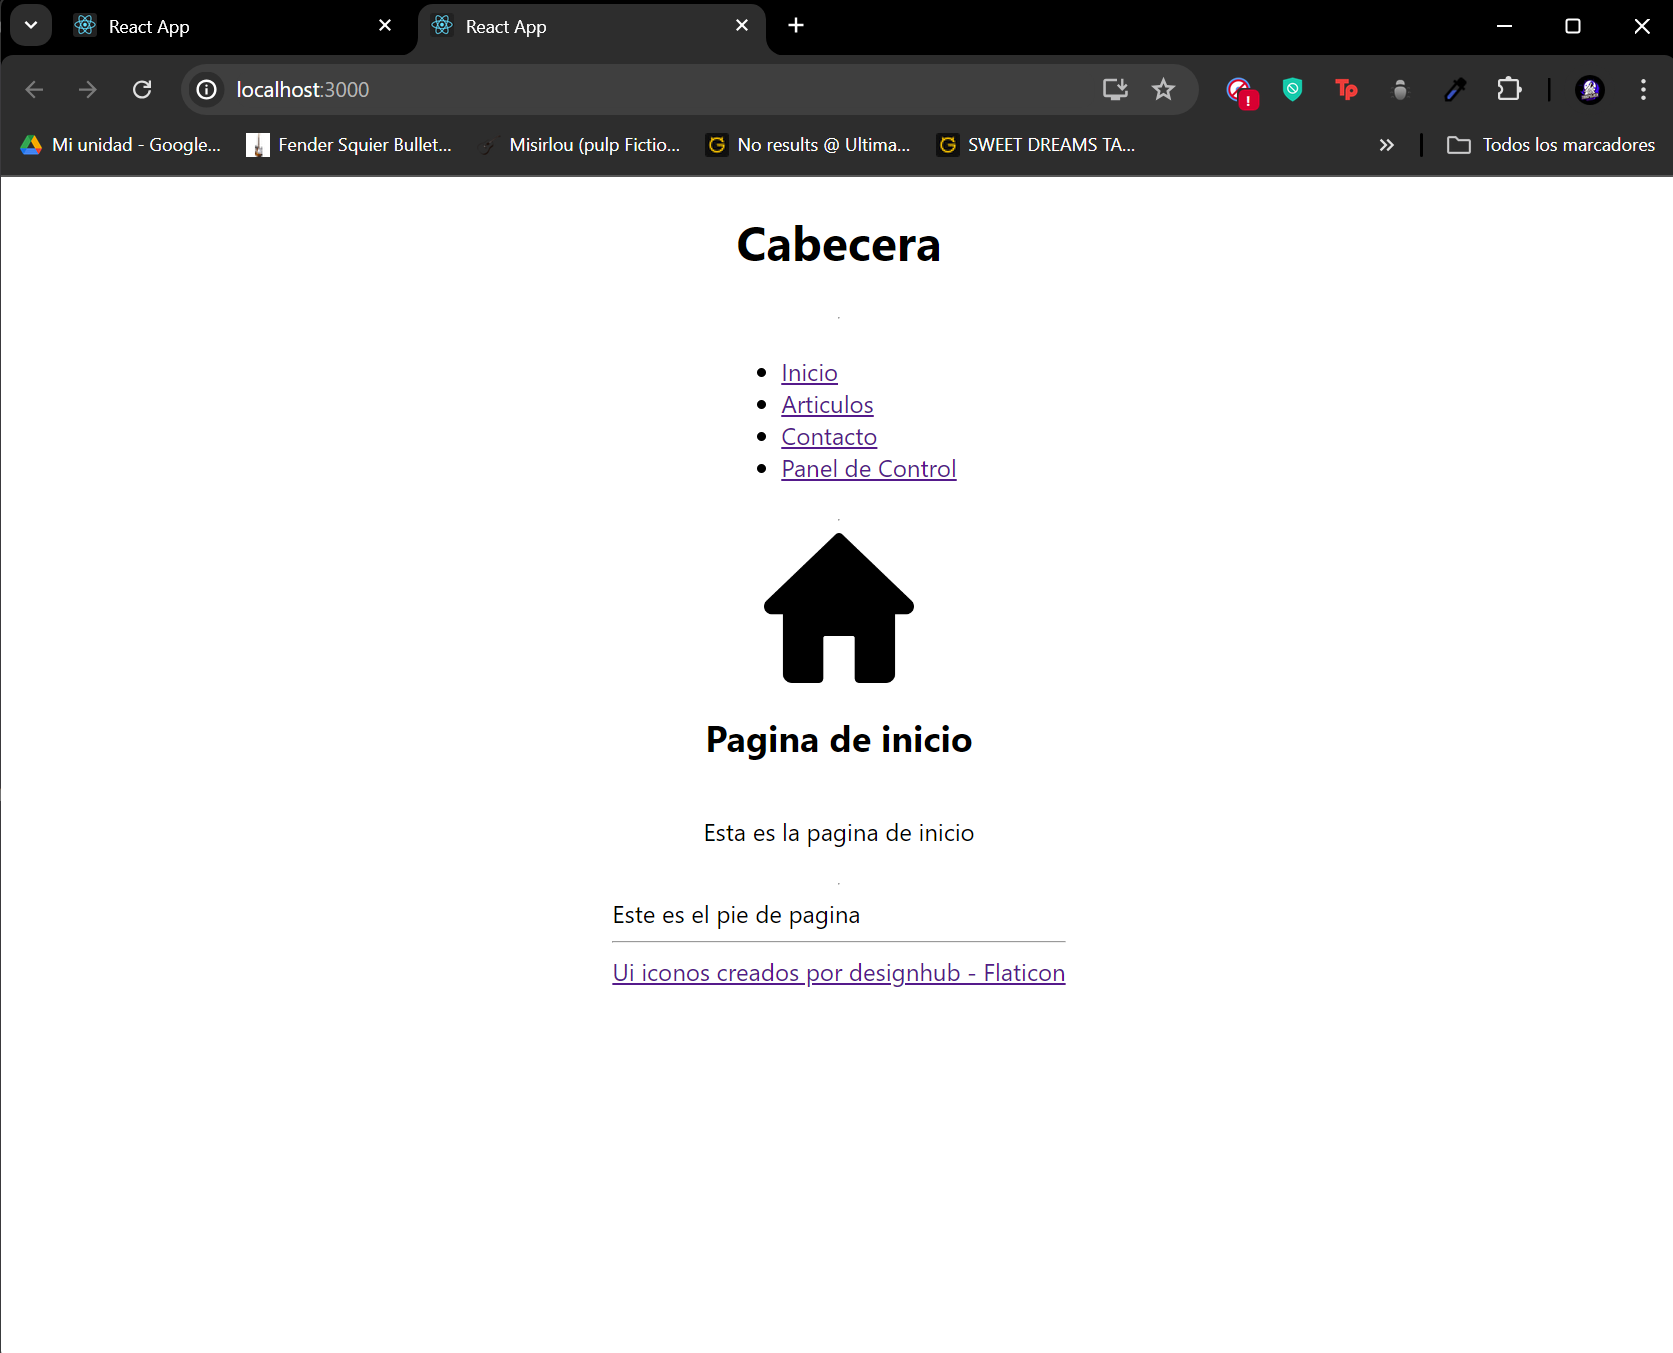 React App
React App
localhost:3000
Mi unidad - Google...
Fender Squier Bullet...
Misirlou (pulp Fictio...
No results @ Ultima...
SWEET DREAMS TA...
Todos los marcadores
Cabecera
Inicio
Articulos
Contacto
Panel de Control
Pagina de inicio
Esta es la pagina de inicio
Este es el pie de pagina
Ui iconos creados por designhub - Flaticon